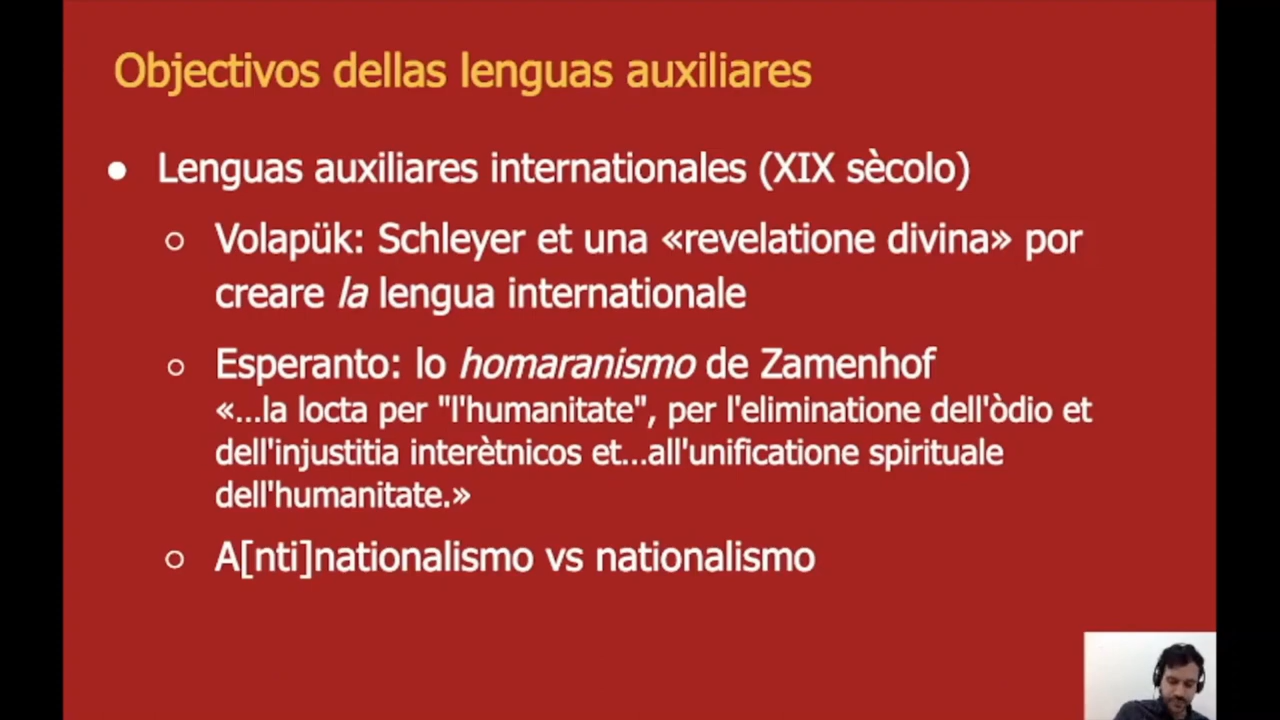 Objectivos dellas lenguas auxiliares
● Lenguas auxiliares internationales (XIX sècolo)
○ Volapük: Schleyer et una «revelatione divina» por
creare la lengua internationale
○ Esperanto: lo homaranismo de Zamenhof
«...la locta per "l'humanitate", per l'eliminatione dell'òdio et
dell'injustitia interètnicos et...all'unificatione spirituale
dell'humanitate.»
○ A[nti]nationalismo vs nationalismo